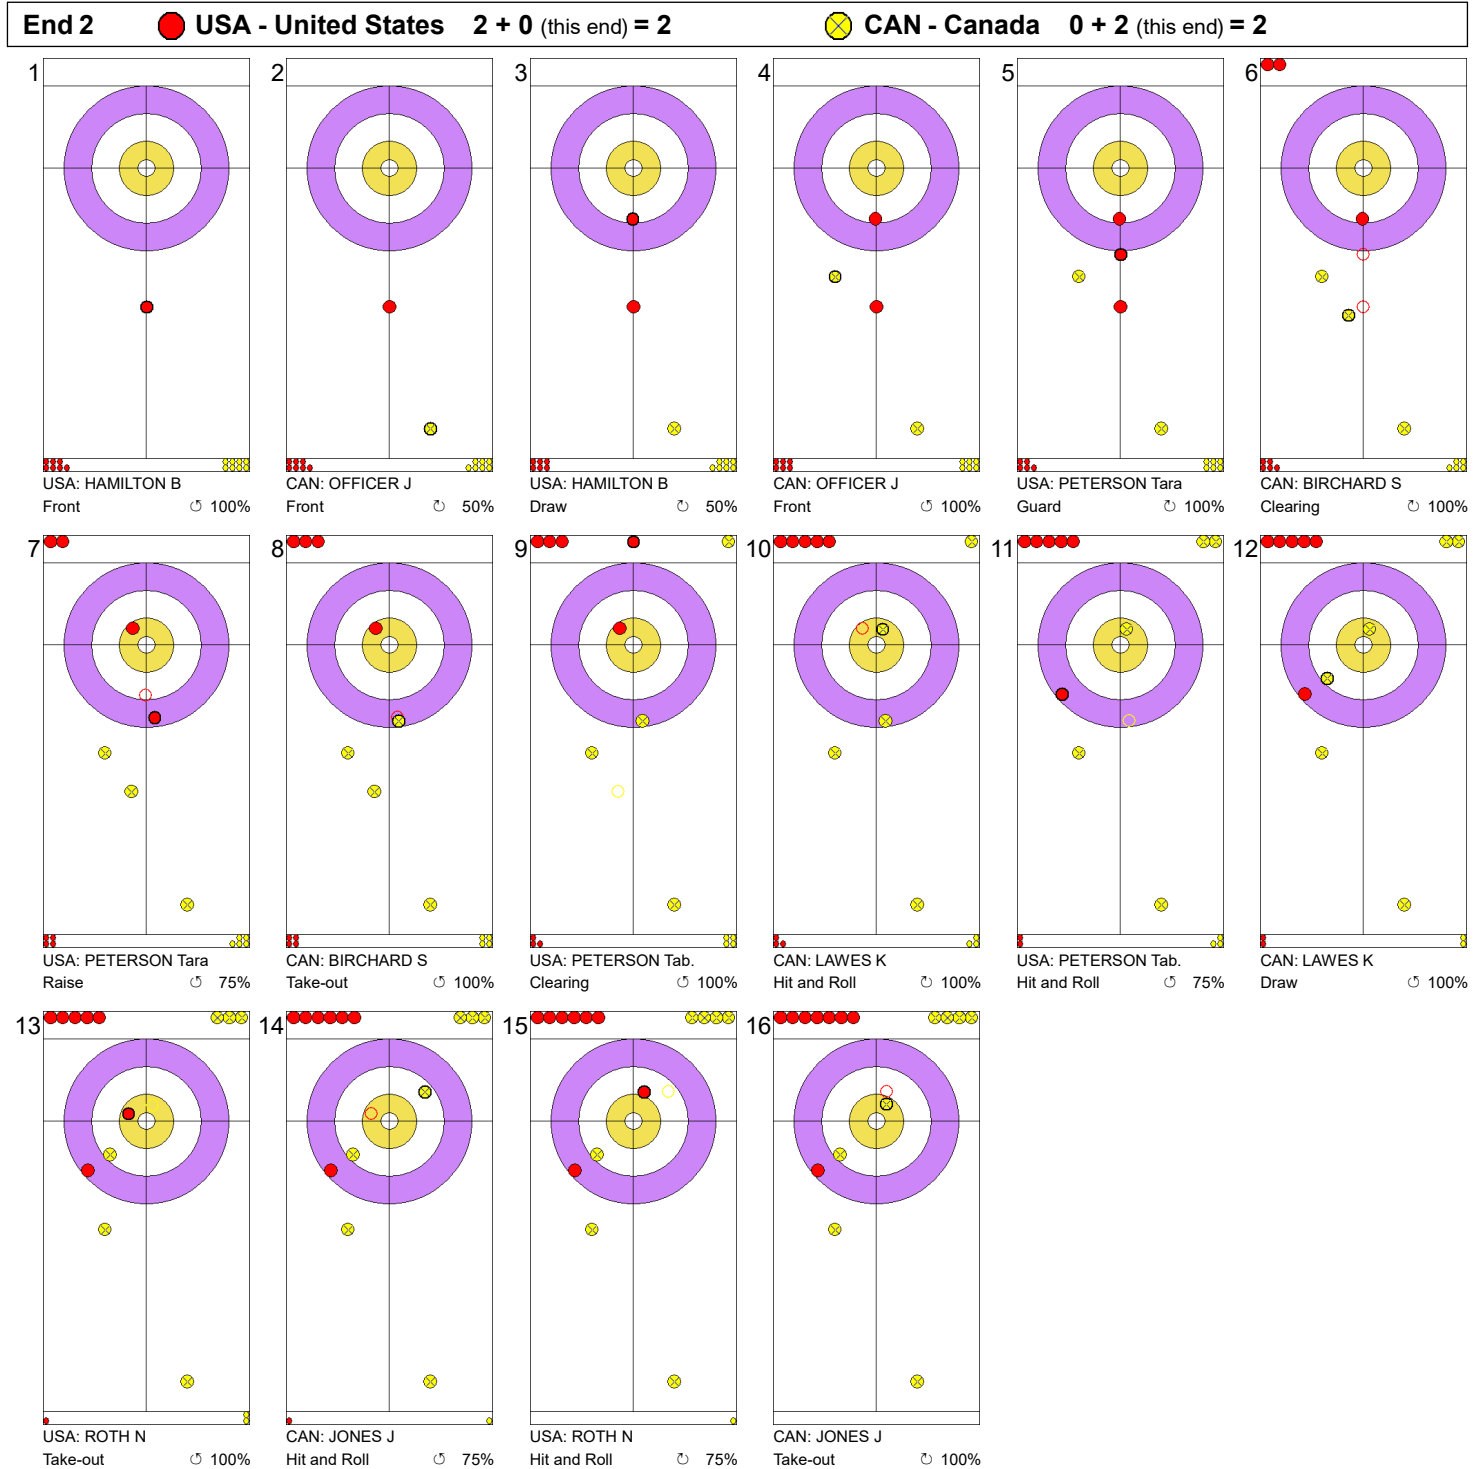 End 2 USA - United States 2 + 0 (this end) = 2 CAN - Canada 0 + 2 (this end) = 2
1 2 3 4 5 6
USA: HAMILTON B CAN: OFFICER J USA: HAMILTON B CAN: OFFICER J USA: PETERSON Tara CAN: BIRCHARD S
Front ↺ 100% Front ↻ 50% Draw ↻ 50% Front ↺ 100% Guard ↺ 100% Clearing ↻ 100%
7 8 9 10 11 12
USA: PETERSON Tara CAN: BIRCHARD S USA: PETERSON Tab. CAN: LAWES K USA: PETERSON Tab. CAN: LAWES K
Raise ↺ 75% Take-out ↺ 100% Clearing ↺ 100% Hit and Roll ↻ 100% Hit and Roll ↺ 75% Draw ↻ 100%
13 14 15 16
USA: ROTH N CAN: JONES J USA: ROTH N CAN: JONES J
Take-out ↺ 100% Hit and Roll ↺ 75% Hit and Roll ↻ 75% Take-out ↻ 100%